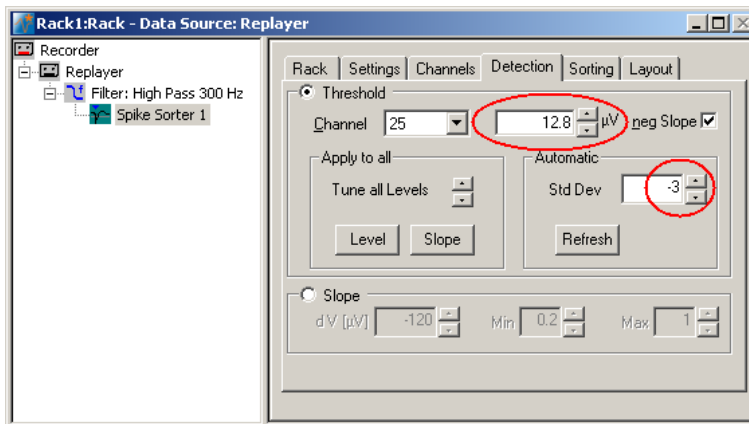 Rack1:Rack - Data Source: Replayer
Recorder
Replayer
Filter: High Pass 300 Hz
Spike Sorter 1
Rack Settings Channels Detection Sorting Layout
Threshold
Channel 25 12.8 µV neg Slope
Apply to all Automatic
Tune all Levels Std Dev -3
Level Slope Refresh
Slope
dV [µV] -120 Min 0.2 Max 1